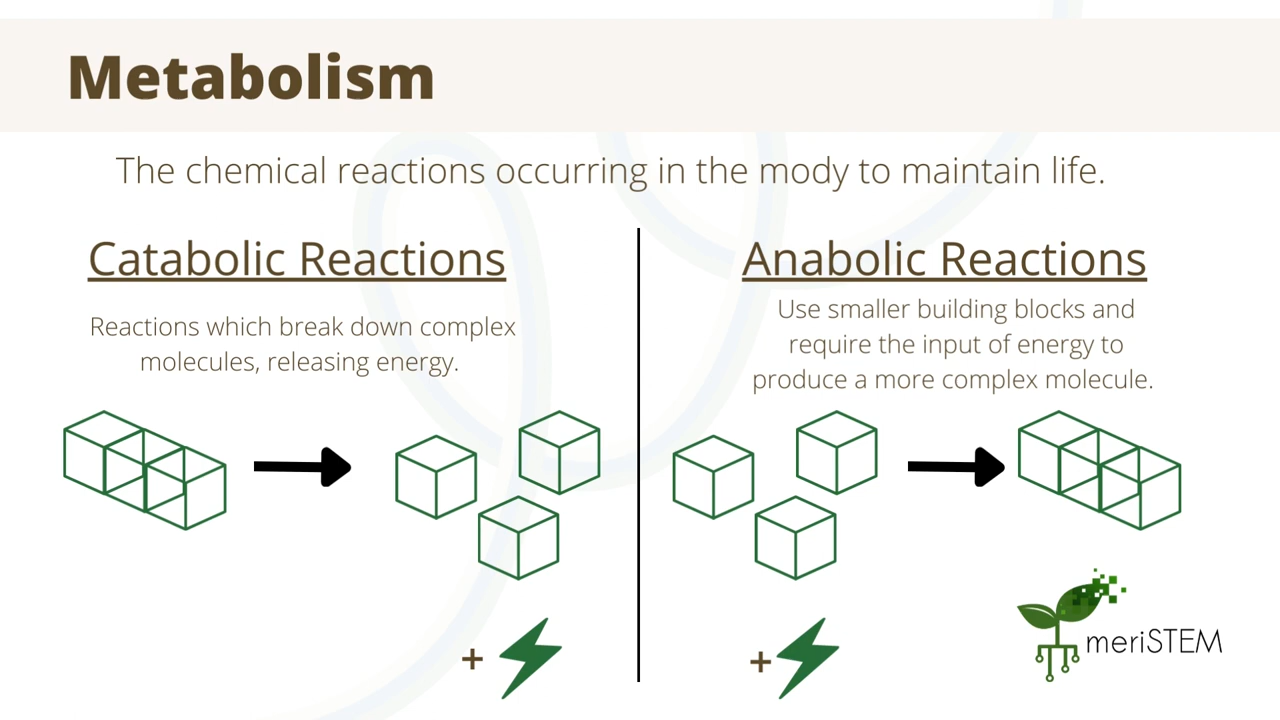 Metabolism
The chemical reactions occurring in the mody to maintain life.
Catabolic Reactions
Reactions which break down complex
molecules, releasing energy.
+
Anabolic Reactions
Use smaller building blocks and
require the input of energy to
produce a more complex molecule.
+
meriSTEM